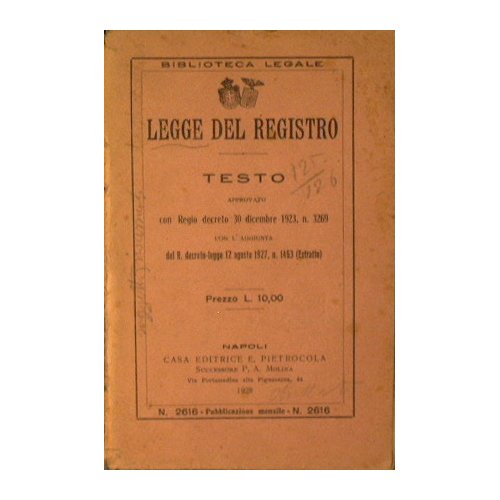 BIBLIOTECA LEGALE
LEGGE DEL REGISTRO
TESTO
APPROVATO
con Regio decreto 30 dicembre 1923, n. 3269
CON L'AGGIUNTA
del R. decreto-legge 12 agosto 1927, n. 1463 (Estratto)
125
126
Prezzo L. 10,00
NAPOLI
CASA EDITRICE E. PIETROCOLA
SUCCESSORE P. A. MOLINA
Via Portamedina alla Pignasecca, 44
1928
N. 2616 - Pubblicazione mensile - N. 2616